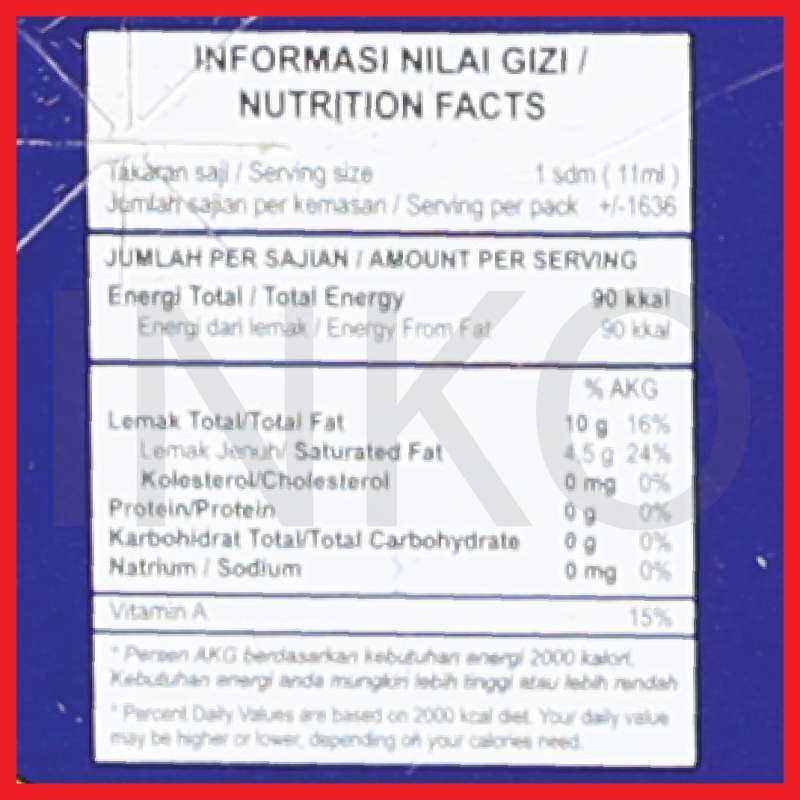 INFORMASI NILAI GIZI /
NUTRITION FACTS
Takaran saji / Serving size 1 sdm ( 11ml )
Jumlah sajian per kemasan / Serving per pack +/-1636
JUMLAH PER SAJIAN / AMOUNT PER SERVING
Energi Total / Total Energy 90 kkal
Energi dari lemak / Energy From Fat 90 kkal
% AKG
Lemak Total/Total Fat 10 g 16%
Lemak Jenuh/ Saturated Fat 4.5 g 24%
Kolesterol/Cholesterol 0 mg 0%
Protein/Protein 0 g 0%
Karbohidrat Total/Total Carbohydrate 0 g 0%
Natrium / Sodium 0 mg 0%
Vitamin A 15%
* Persen AKG berdasarkan kebutuhan energi 2000 kalori.
Kebutuhan energi anda mungkin lebih tinggi atau lebih rendah
* Percent Daily Values are based on 2000 kcal diet. Your daily value
may be higher or lower, depending on your calories need.
INKO